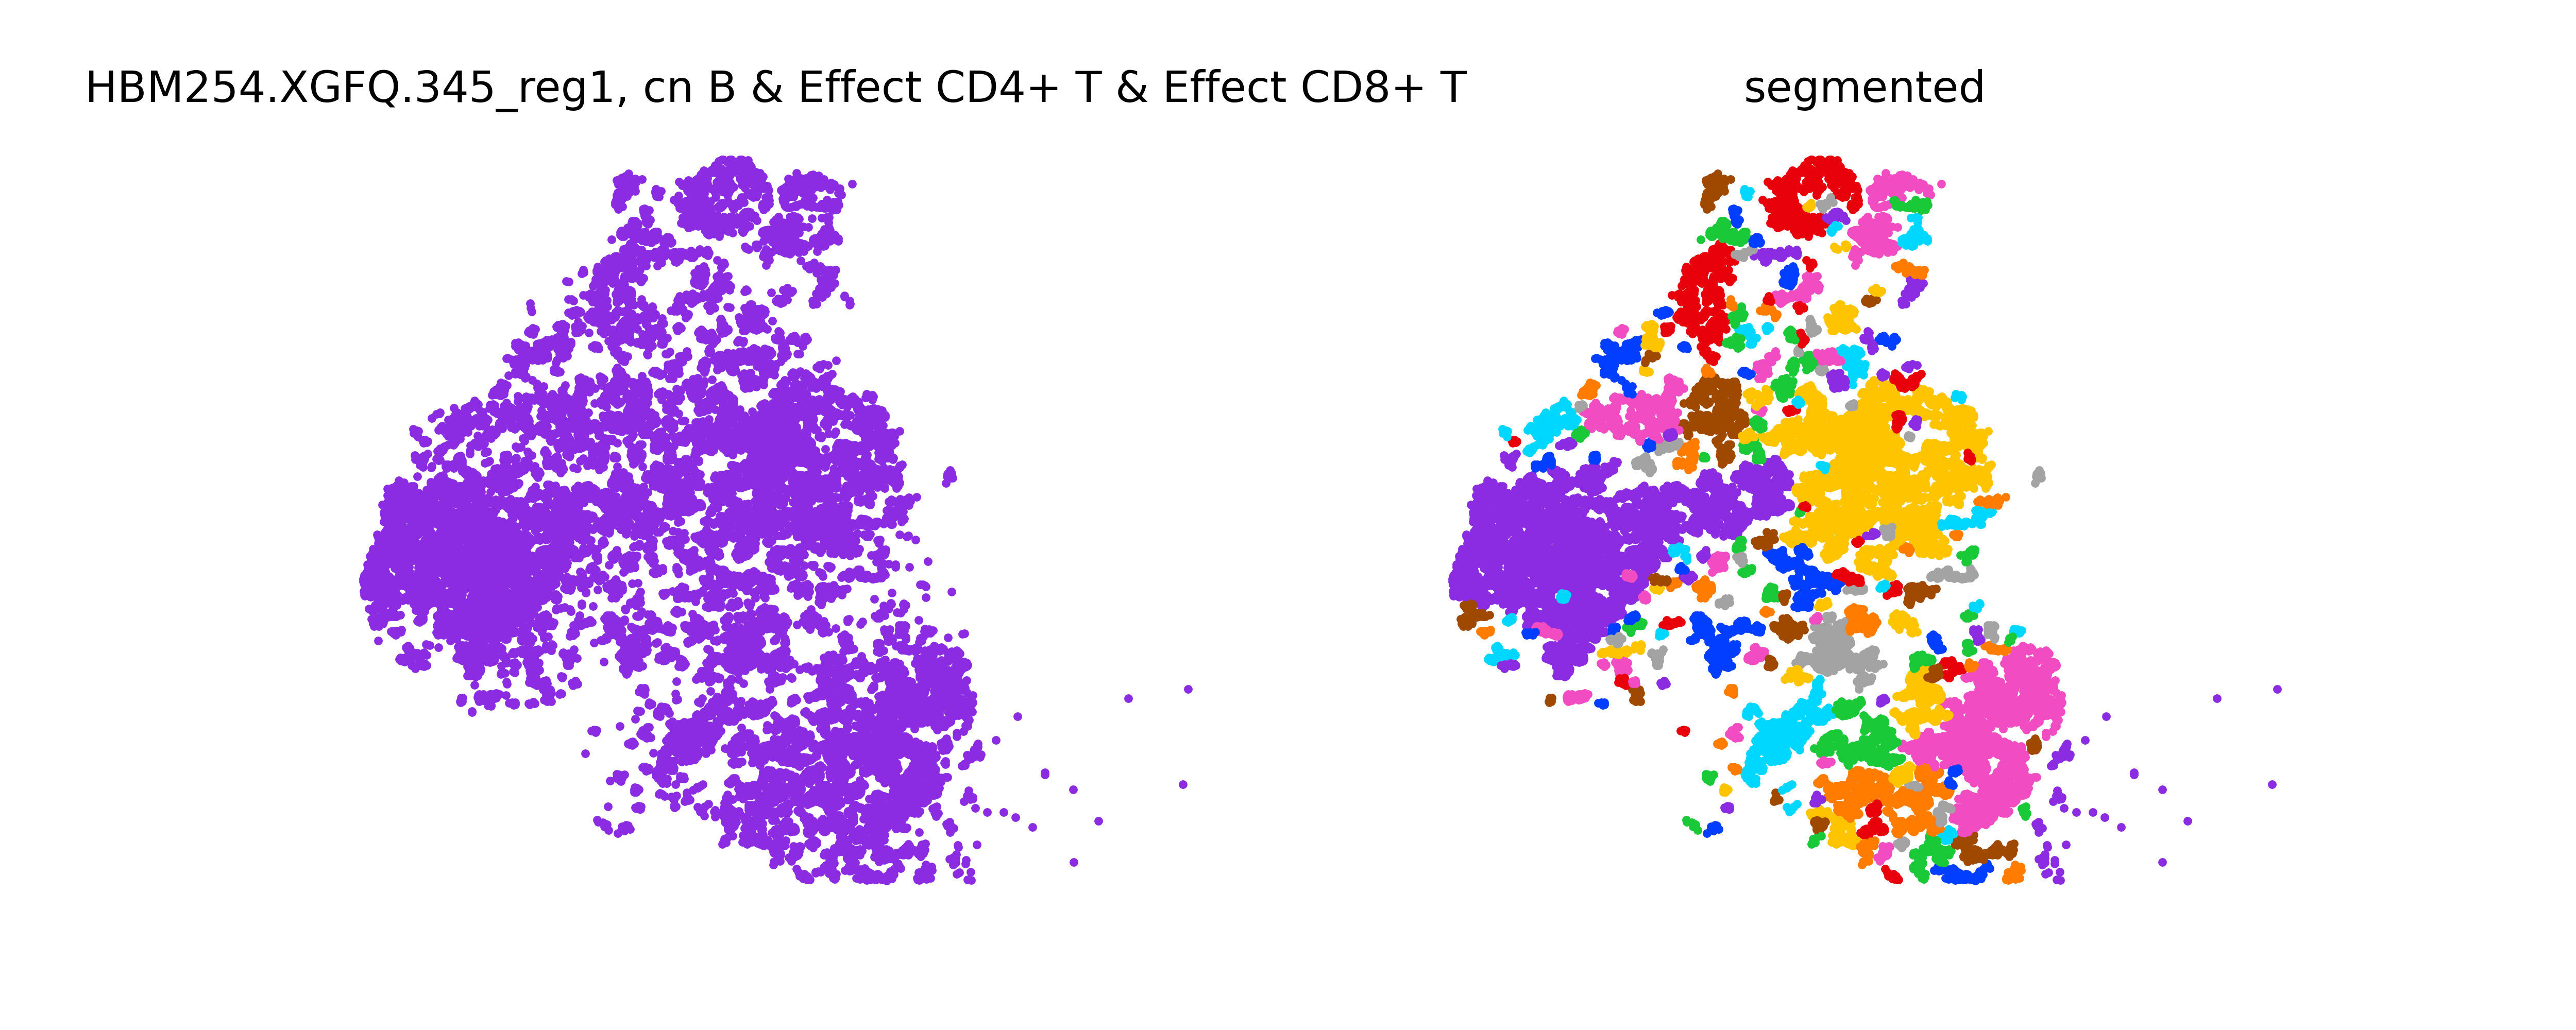 HBM254.XGFQ.345_reg1, cn B & Effect CD4+ T & Effect CD8+ T
segmented